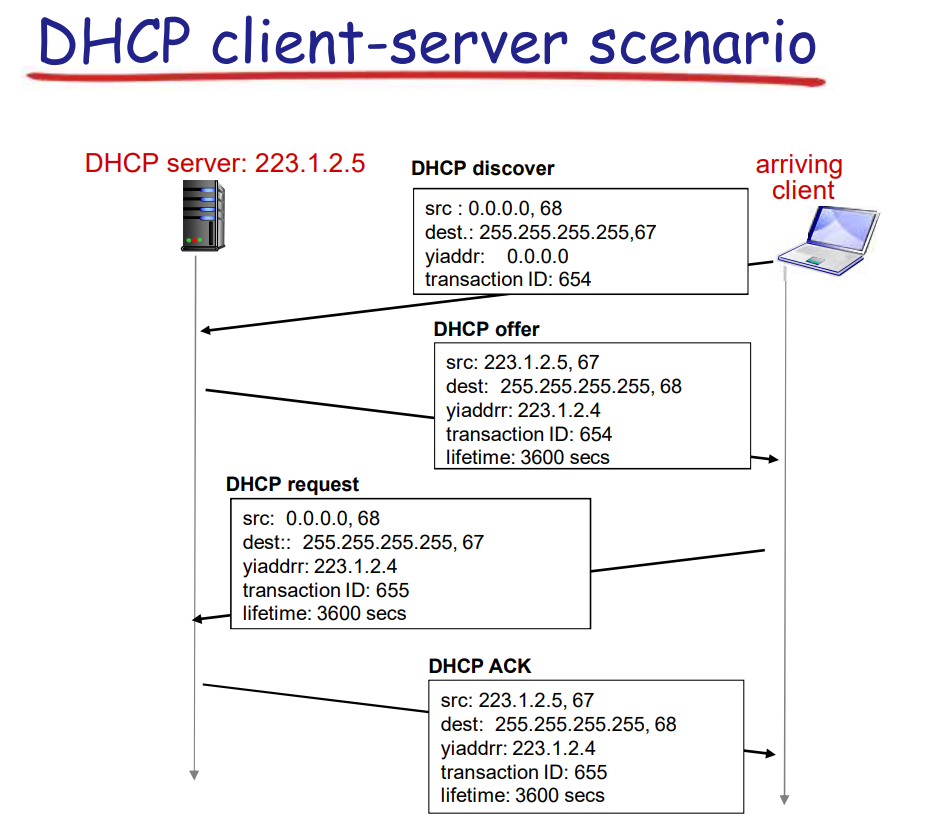 DHCP client-server scenario
DHCP server: 223.1.2.5
arriving
client
DHCP discover
src : 0.0.0.0, 68
dest.: 255.255.255.255,67
yiaddr: 0.0.0.0
transaction ID: 654
DHCP offer
src: 223.1.2.5, 67
dest: 255.255.255.255, 68
yiaddrr: 223.1.2.4
transaction ID: 654
lifetime: 3600 secs
DHCP request
src: 0.0.0.0, 68
dest:: 255.255.255.255, 67
yiaddrr: 223.1.2.4
transaction ID: 655
lifetime: 3600 secs
DHCP ACK
src: 223.1.2.5, 67
dest: 255.255.255.255, 68
yiaddrr: 223.1.2.4
transaction ID: 655
lifetime: 3600 secs